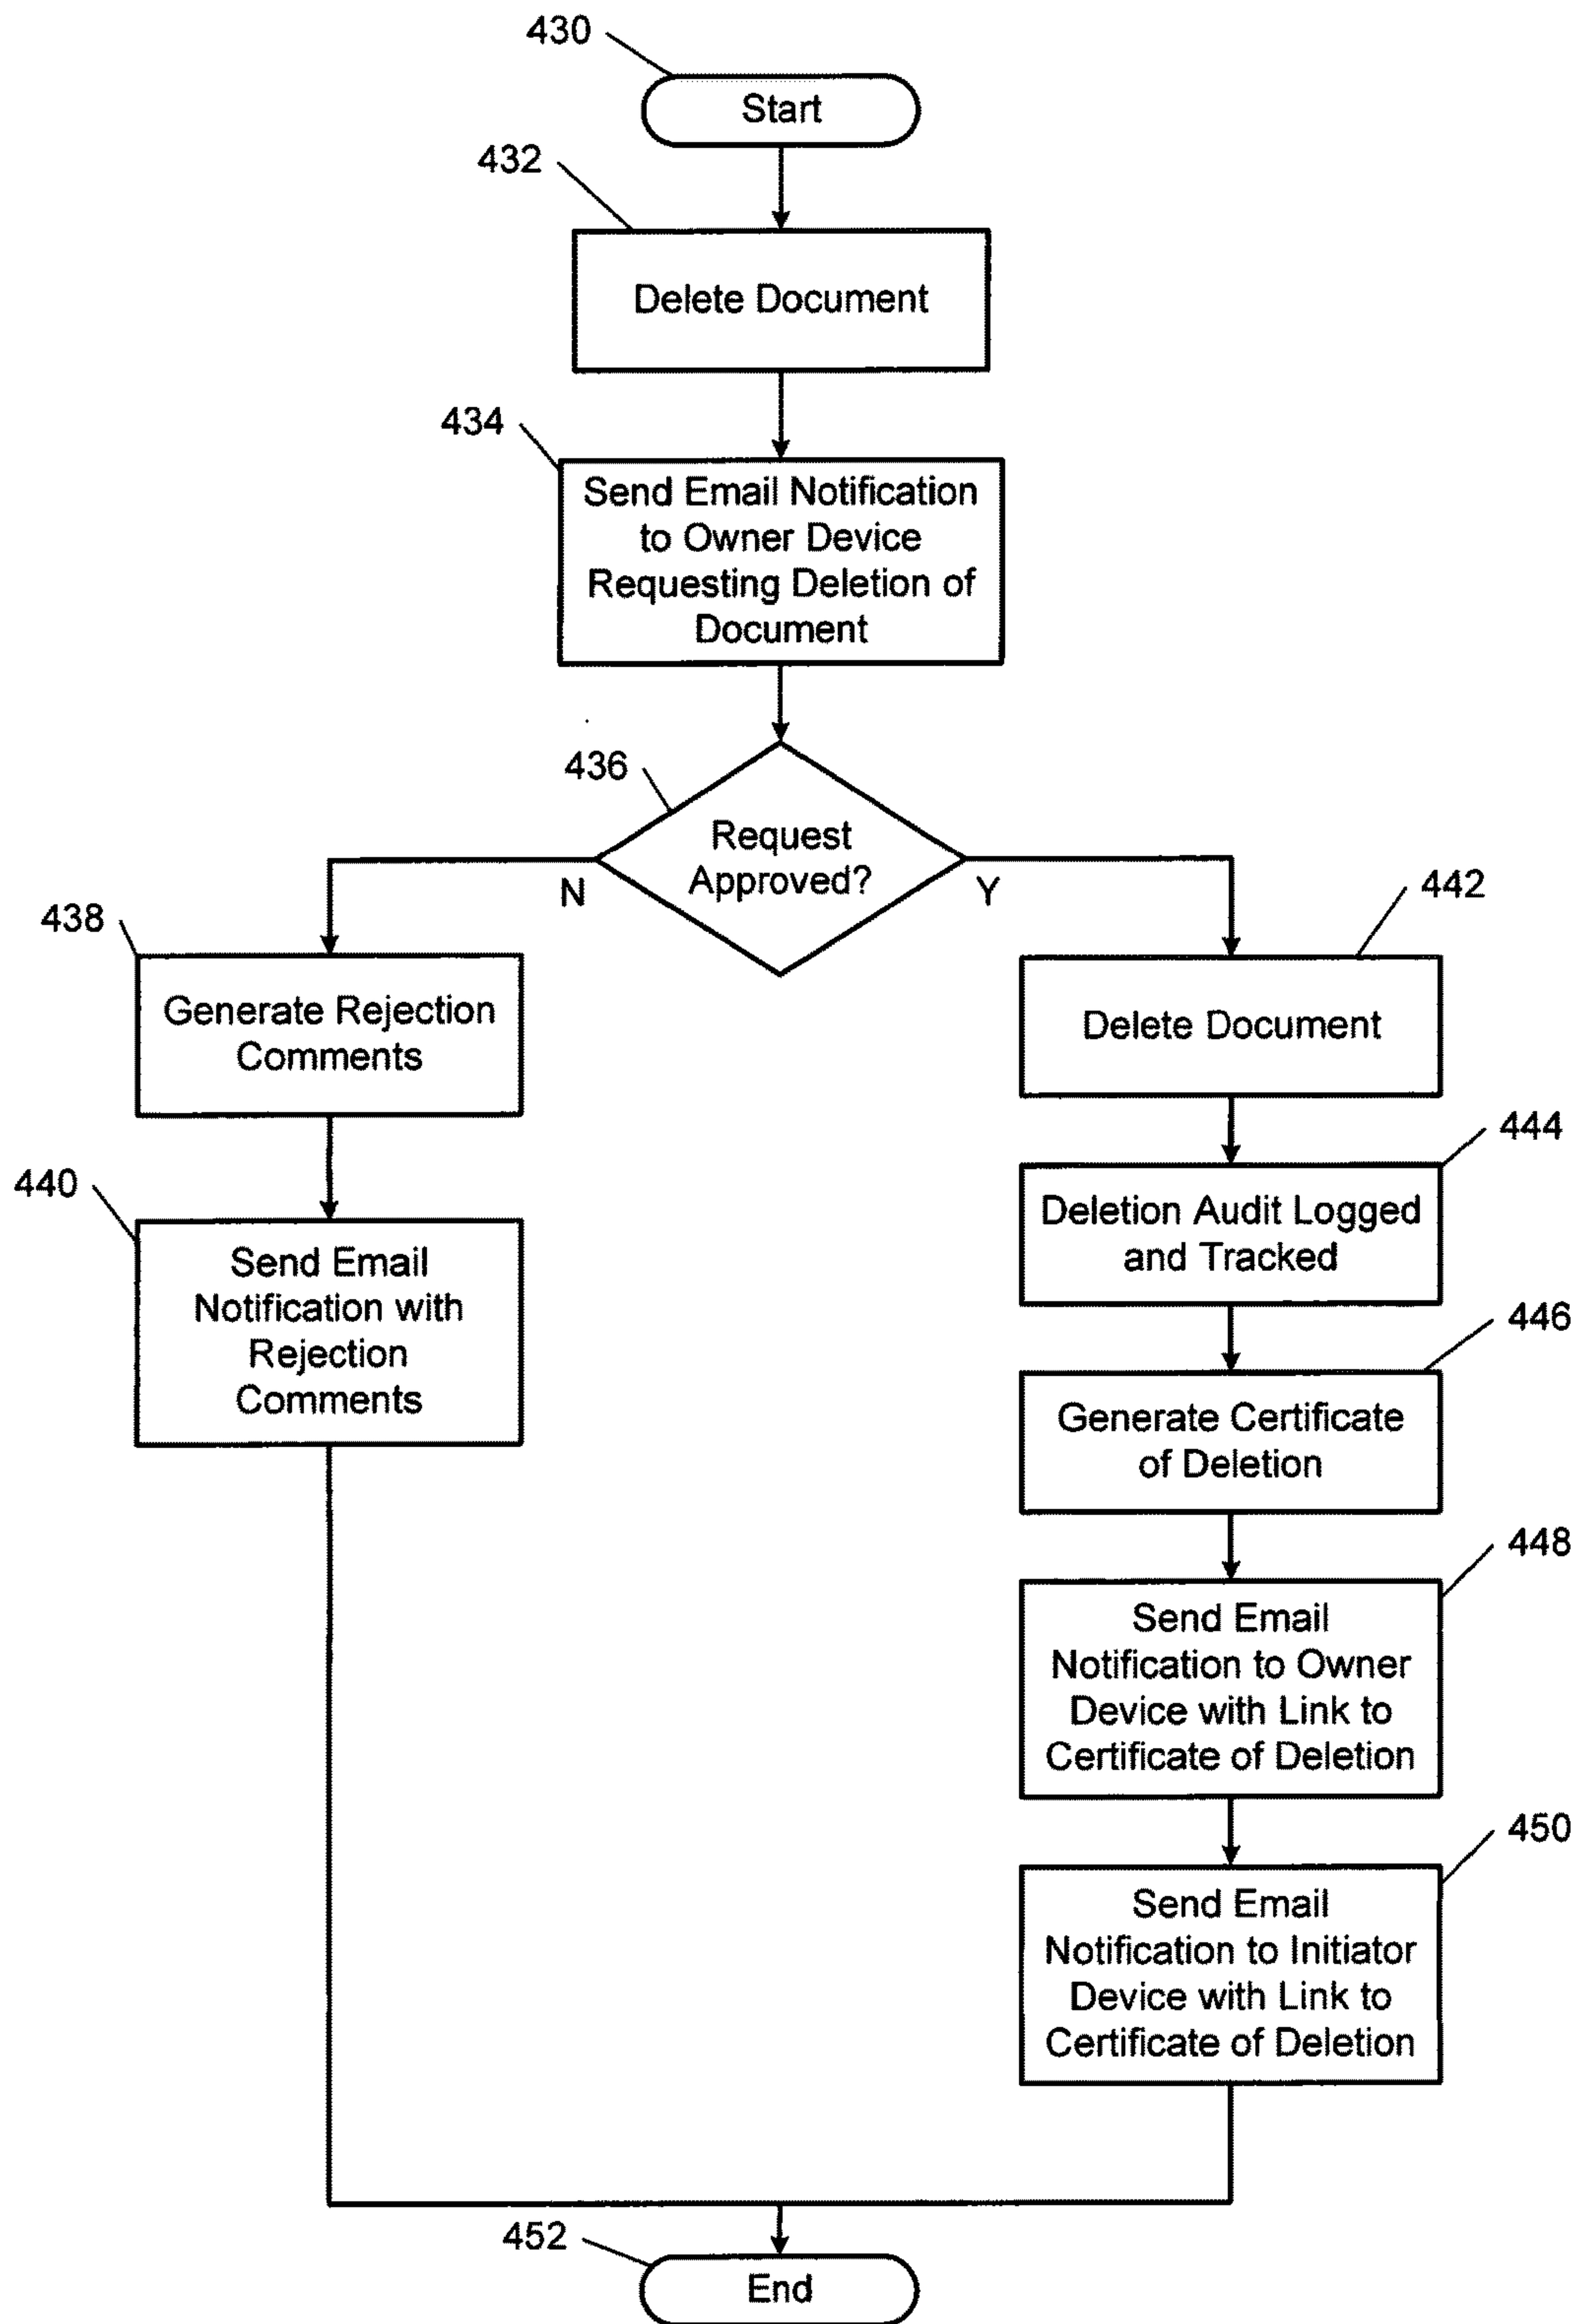 430
Start
432
Delete Document
434
Send Email Notification
to Owner Device
Requesting Deletion of
Document
436
Request
Approved?
N
Y
438
Generate Rejection
Comments
440
Send Email
Notification with
Rejection
Comments
442
Delete Document
444
Deletion Audit Logged
and Tracked
446
Generate Certificate
of Deletion
448
Send Email
Notification to Owner
Device with Link to
Certificate of Deletion
450
Send Email
Notification to Initiator
Device with Link to
Certificate of Deletion
452
End